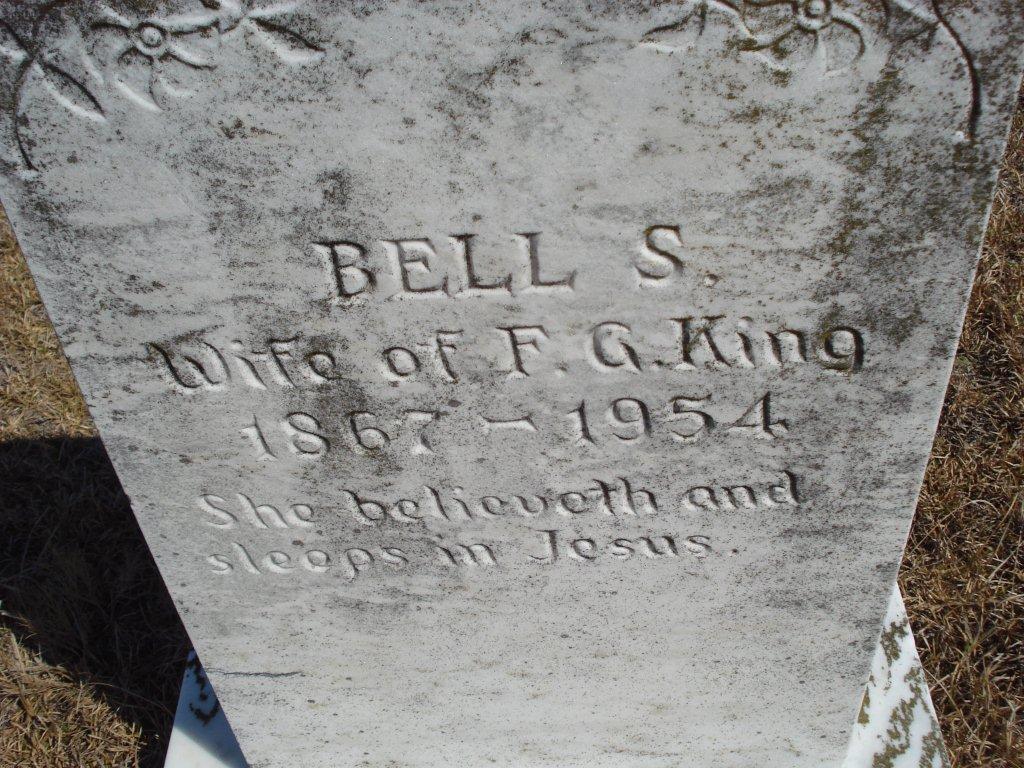 BELL S.
Wife of F. G. King
1867 - 1954
She believeth and
sleeps in Jesus.